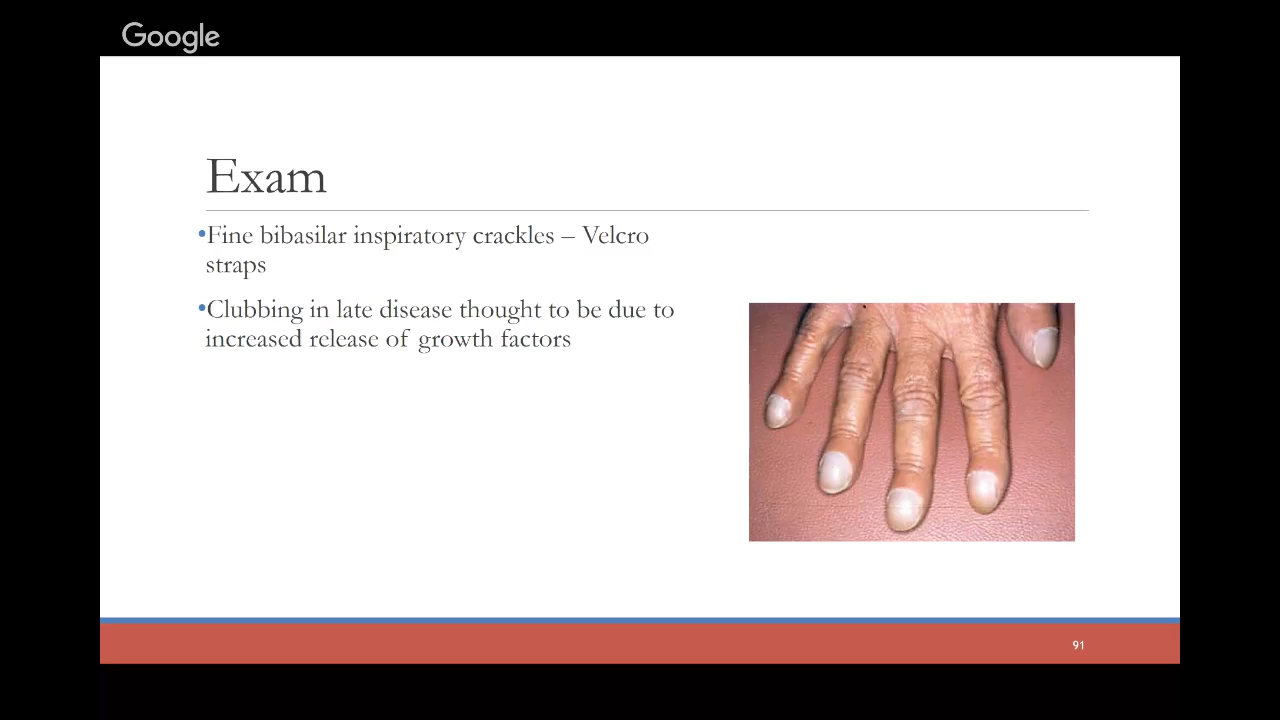 Google
Exam
•Fine bibasilar inspiratory crackles – Velcro
straps
•Clubbing in late disease thought to be due to
increased release of growth factors
91